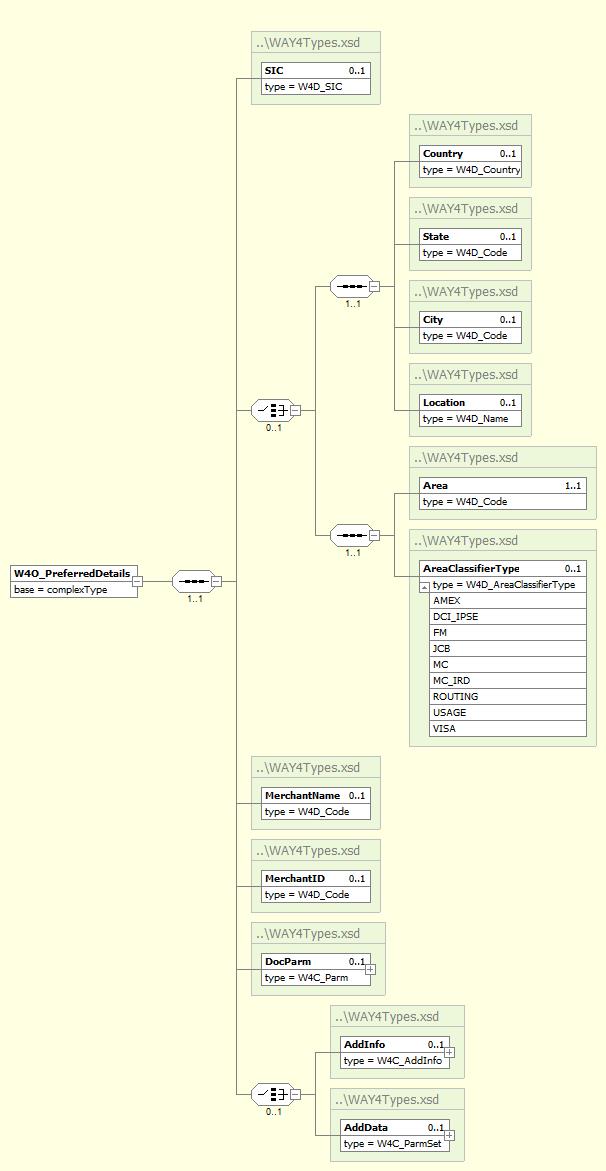 ..\WAY4Types.xsd
SIC 0..1
type = W4D_SIC
..\WAY4Types.xsd
Country 0..1
type = W4D_Country
..\WAY4Types.xsd
State 0..1
type = W4D_Code
..\WAY4Types.xsd
City 0..1
type = W4D_Code
1..1
..\WAY4Types.xsd
Location 0..1
type = W4D_Name
0..1
..\WAY4Types.xsd
Area 1..1
type = W4D_Code
1..1
..\WAY4Types.xsd
AreaClassifierType 0..1
type = W4D_AreaClassifierType
AMEX
DCI_IPSE
FM
JCB
MC
MC_IRD
ROUTING
USAGE
VISA
W4O_PreferredDetails
base = complexType
1..1
..\WAY4Types.xsd
MerchantName 0..1
type = W4D_Code
..\WAY4Types.xsd
MerchantID 0..1
type = W4D_Code
..\WAY4Types.xsd
DocParm 0..1
type = W4C_Parm
..\WAY4Types.xsd
AddInfo 0..1
type = W4C_AddInfo
0..1
..\WAY4Types.xsd
AddData 0..1
type = W4C_ParmSet